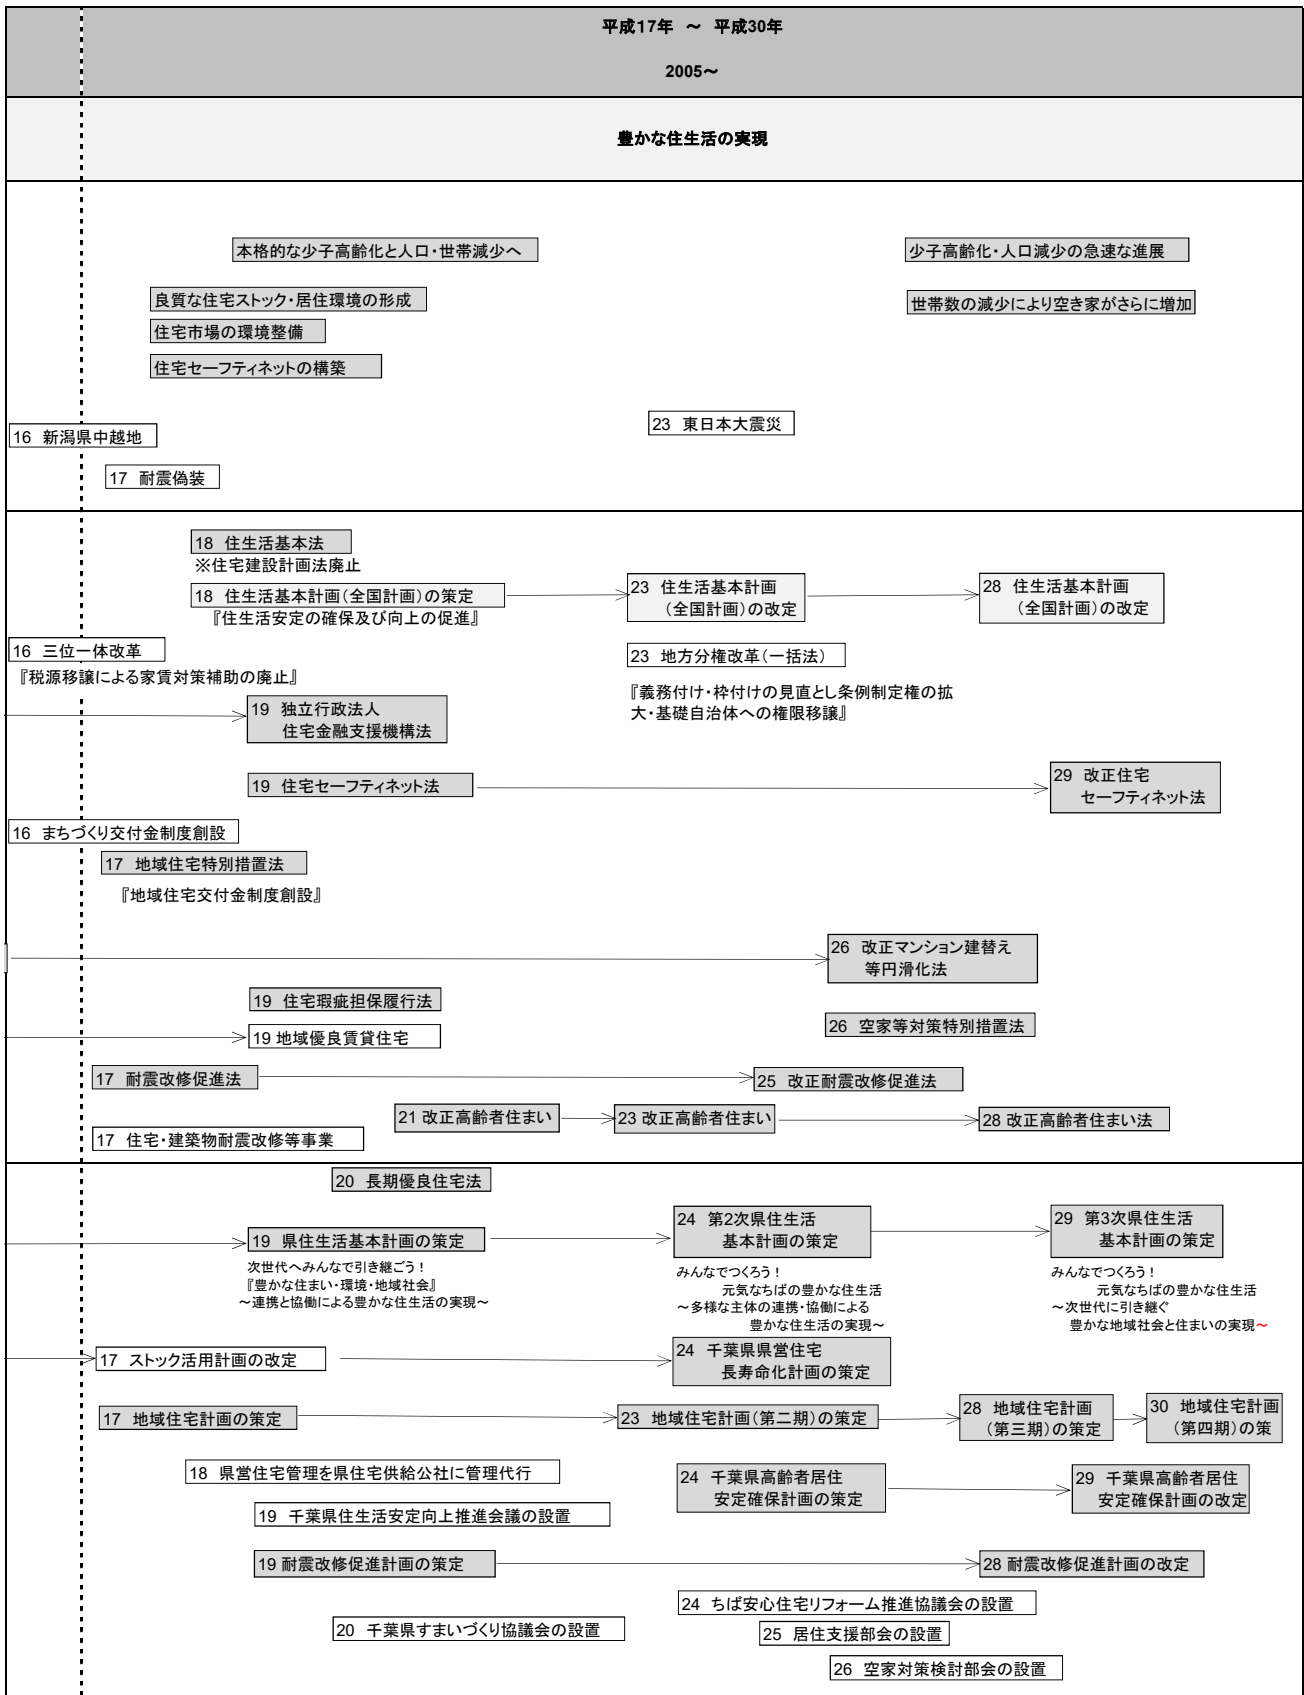 平成17年 ～ 平成30年
2005～
豊かな住生活の実現
本格的な少子高齢化と人口・世帯減少へ
少子高齢化・人口減少の急速な進展
良質な住宅ストック・居住環境の形成
世帯数の減少により空き家がさらに増加
住宅市場の環境整備
住宅セーフティネットの構築
23 東日本大震災
16 新潟県中越地
17 耐震偽装
18 住生活基本法
※住宅建設計画法廃止
18 住生活基本計画(全国計画)の策定
『住生活安定の確保及び向上の促進』
23 住生活基本計画
(全国計画)の改定
28 住生活基本計画
(全国計画)の改定
16 三位一体改革
『税源移譲による家賃対策補助の廃止』
23 地方分権改革(一括法)
『義務付け・枠付けの見直とし条例制定権の拡
大・基礎自治体への権限移譲』
19 独立行政法人
住宅金融支援機構法
19 住宅セーフティネット法
29 改正住宅
セーフティネット法
16 まちづくり交付金制度創設
17 地域住宅特別措置法
『地域住宅交付金制度創設』
26 改正マンション建替え
等円滑化法
19 住宅瑕疵担保履行法
26 空家等対策特別措置法
19 地域優良賃貸住宅
17 耐震改修促進法
25 改正耐震改修促進法
21 改正高齢者住まい
23 改正高齢者住まい
28 改正高齢者住まい法
17 住宅・建築物耐震改修等事業
20 長期優良住宅法
19 県住生活基本計画の策定
次世代へみんなで引き継ごう！
『豊かな住まい・環境・地域社会』
～連携と協働による豊かな住生活の実現～
24 第2次県住生活
基本計画の策定
みんなでつくろう！
元気なちばの豊かな住生活
～多様な主体の連携・協働による
豊かな住生活の実現～
29 第3次県住生活
基本計画の策定
みんなでつくろう！
元気なちばの豊かな住生活
～次世代に引き継ぐ
豊かな地域社会と住まいの実現～
17 ストック活用計画の改定
24 千葉県県営住宅
長寿命化計画の策定
17 地域住宅計画の策定
23 地域住宅計画(第二期)の策定
28 地域住宅計画
(第三期)の策定
30 地域住宅計画
(第四期)の策
18 県営住宅管理を県住宅供給公社に管理代行
24 千葉県高齢者居住
安定確保計画の策定
29 千葉県高齢者居住
安定確保計画の改定
19 千葉県住生活安定向上推進会議の設置
19 耐震改修促進計画の策定
28 耐震改修促進計画の改定
24 ちば安心住宅リフォーム推進協議会の設置
20 千葉県すまいづくり協議会の設置
25 居住支援部会の設置
26 空家対策検討部会の設置